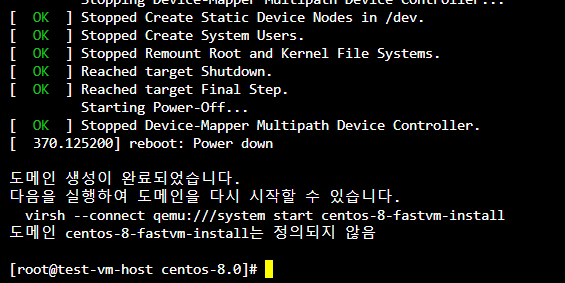 Stopping Device-Mapper Multipath Device Controller...
[  OK  ] Stopped Create Static Device Nodes in /dev.
[  OK  ] Stopped Create System Users.
[  OK  ] Stopped Remount Root and Kernel File Systems.
[  OK  ] Reached target Shutdown.
[  OK  ] Reached target Final Step.
         Starting Power-Off...
[  OK  ] Stopped Device-Mapper Multipath Device Controller.
[  370.125200] reboot: Power down
도메인 생성이 완료되었습니다.
다음을 실행하여 도메인을 다시 시작할 수 있습니다.
  virsh --connect qemu:///system start centos-8-fastvm-install
도메인 centos-8-fastvm-install는 정의되지 않음
[root@test-vm-host centos-8.0]#